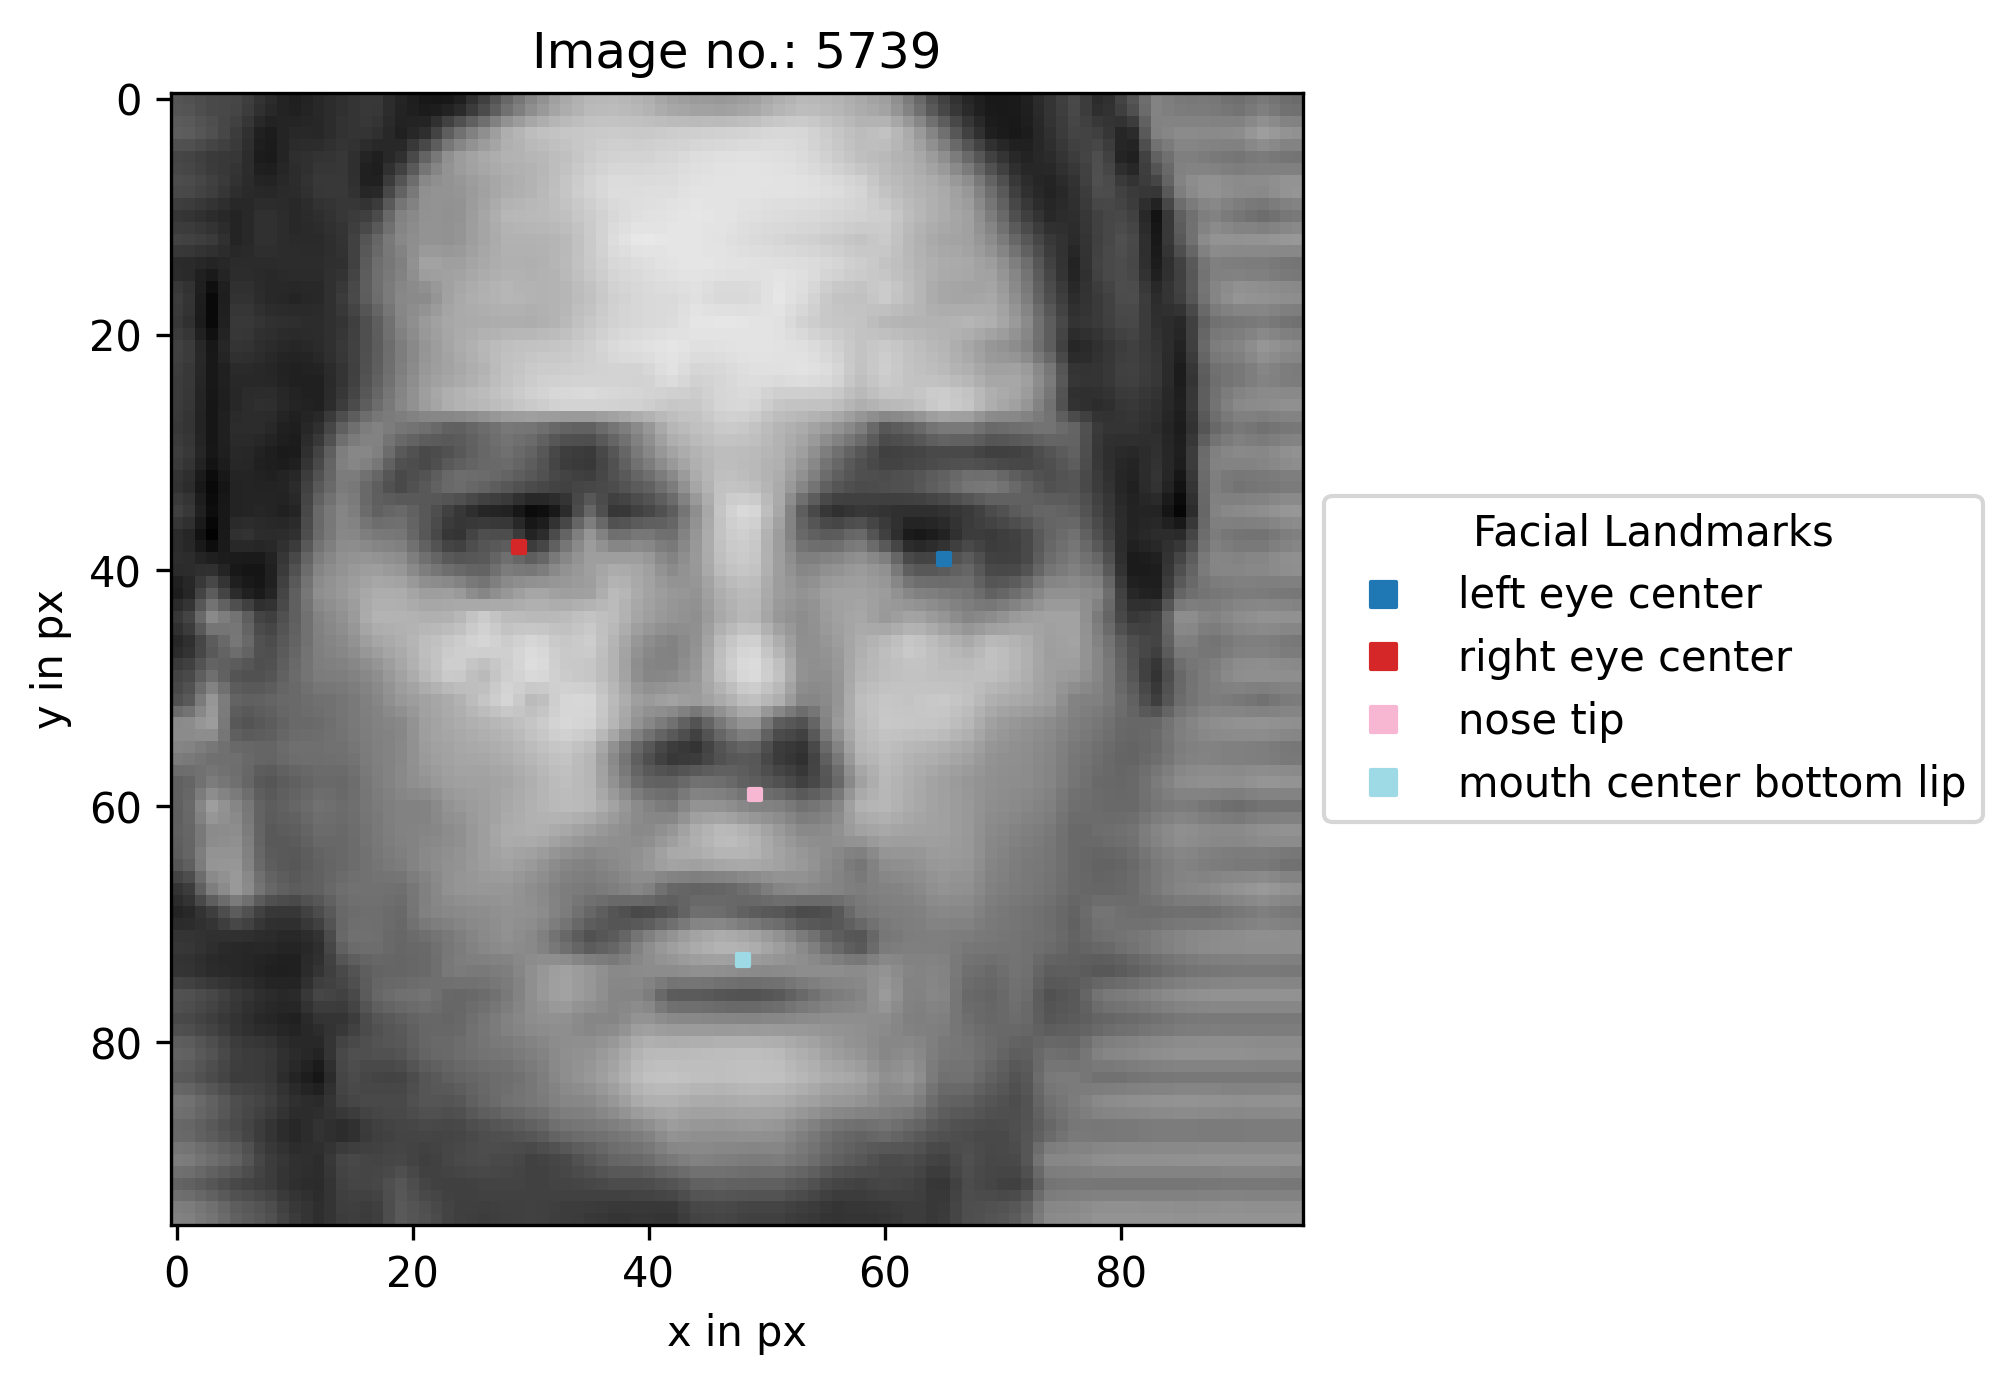 Image no.: 5739
0
20
40
60
80
y in px
0 20 40 60 80
x in px
Facial Landmarks
left eye center
right eye center
nose tip
mouth center bottom lip